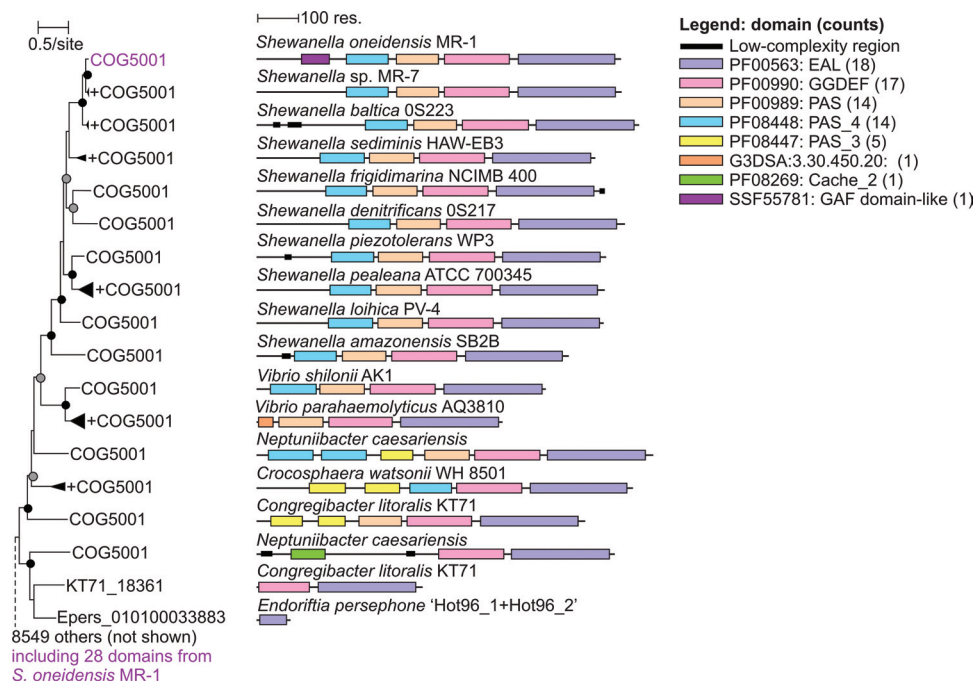 0.5/site
100 res.
COG5001
+COG5001
+COG5001
+COG5001
COG5001
COG5001
COG5001
+COG5001
COG5001
COG5001
COG5001
+COG5001
COG5001
+COG5001
COG5001
COG5001
KT71_18361
Epers_010100033883
8549 others (not shown)
including 28 domains from
S. oneidensis MR-1
Shewanella oneidensis MR-1
Shewanella sp. MR-7
Shewanella baltica 0S223
Shewanella sediminis HAW-EB3
Shewanella frigidimarina NCIMB 400
Shewanella denitrificans 0S217
Shewanella piezotolerans WP3
Shewanella pealeana ATCC 700345
Shewanella loihica PV-4
Shewanella amazonensis SB2B
Vibrio shilonii AK1
Vibrio parahaemolyticus AQ3810
Neptuniibacter caesariensis
Crocosphaera watsonii WH 8501
Congregibacter litoralis KT71
Neptuniibacter caesariensis
Congregibacter litoralis KT71
Endoriftia persephone ‘Hot96_1+Hot96_2’
Legend: domain (counts)
Low-complexity region
PF00563: EAL (18)
PF00990: GGDEF (17)
PF00989: PAS (14)
PF08448: PAS_4 (14)
PF08447: PAS_3 (5)
G3DSA:3.30.450.20: (1)
PF08269: Cache_2 (1)
SSF55781: GAF domain-like (1)